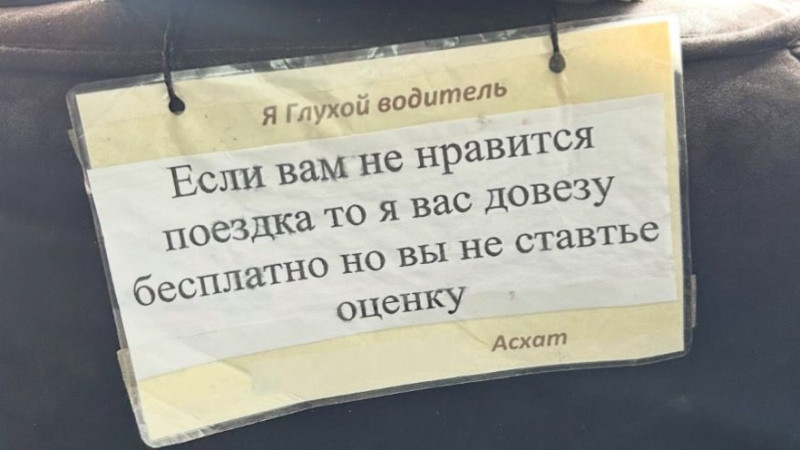 Я Глухой водитель
Если вам не нравится
поездка то я вас довезу
бесплатно но вы не ставтье
оценку
Асхат